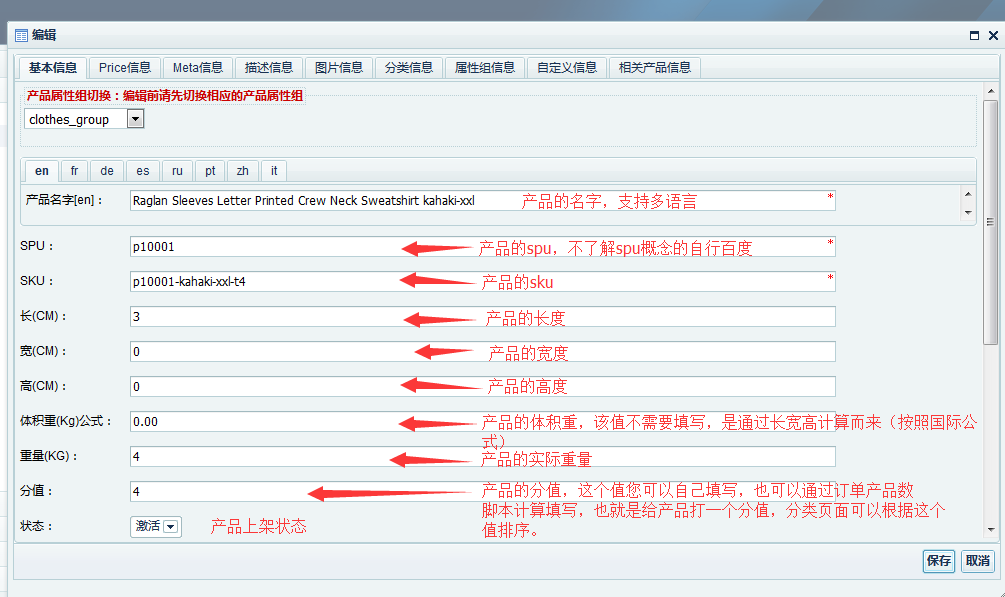 编辑
基本信息 Price信息 Meta信息 描述信息 图片信息 分类信息 属性组信息 自定义信息 相关产品信息
产品属性组切换：编辑前请先切换相应的产品属性组
clothes_group
en fr de es ru pt zh it
产品名字[en]： Raglan Sleeves Letter Printed Crew Neck Sweatshirt kahaki-xxl 产品的名字，支持多语言 *
SPU： p10001 产品的spu，不了解spu概念的自行百度 *
SKU： p10001-kahaki-xxl-t4 产品的sku *
长(CM)： 3 产品的长度
宽(CM)： 0 产品的宽度
高(CM)： 0 产品的高度
体积重(Kg)公式： 0.00 产品的体积重，该值不需要填写，是通过长宽高计算而来（按照国际公
式）
重量(KG)： 4 产品的实际重量
分值： 4 产品的分值，这个值您可以自己填写，也可以通过订单产品数
脚本计算填写，也就是给产品打一个分值，分类页面可以根据这个
值排序。
状态： 激活 产品上架状态
保存 取消